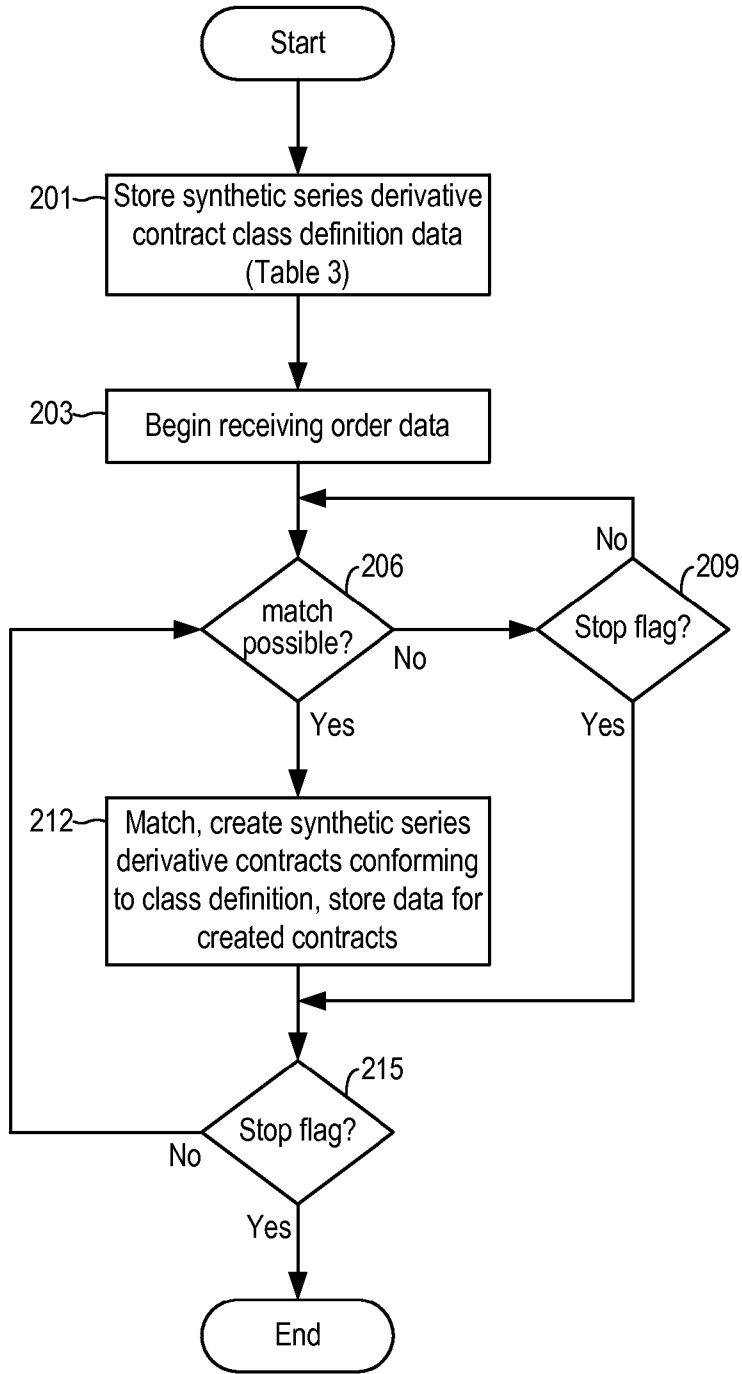 Start
201
Store synthetic series derivative
contract class definition data
(Table 3)
203
Begin receiving order data
No
206
209
match
possible?
Stop flag?
No
Yes
Yes
212
Match, create synthetic series
derivative contracts conforming
to class definition, store data for
created contracts
215
Stop flag?
No
Yes
End